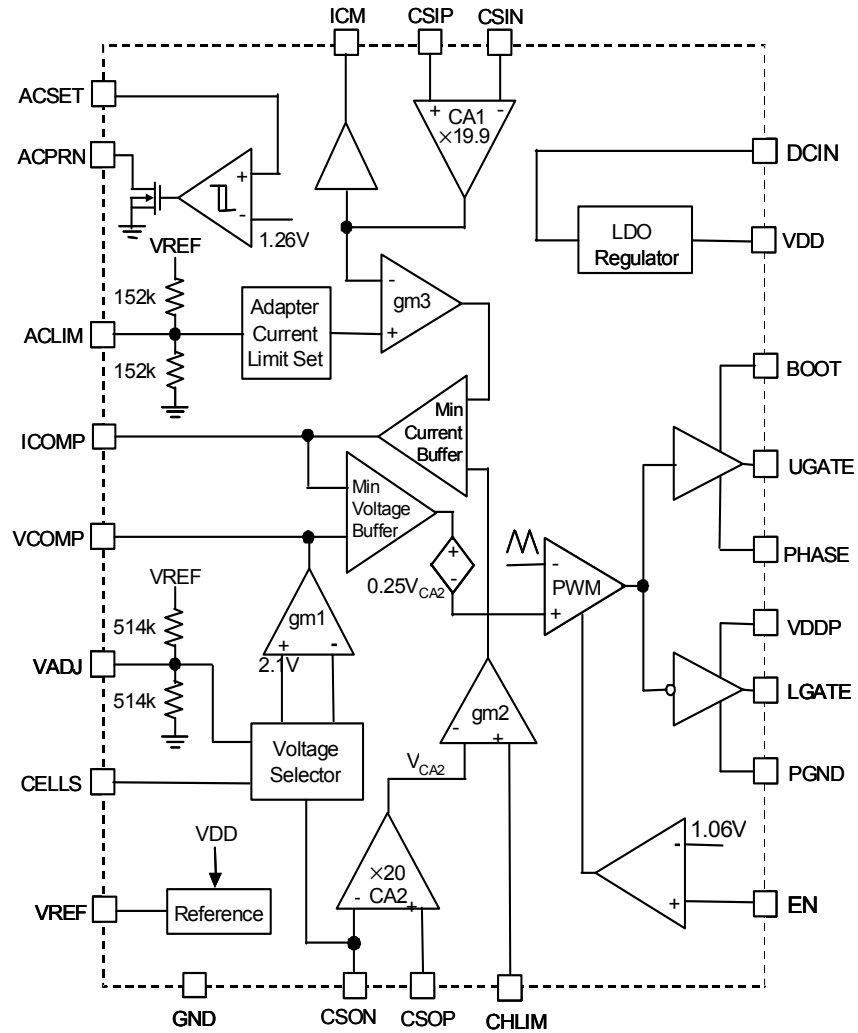 ICM
CSIP
CSIN
ACSET
ACPRN
+
-
1.26V
+
-
CA1
×19.9
DCIN
LDO
Regulator
VDD
VREF
152k
ACLIM
152k
Adapter
Current
Limit Set
-
gm3
+
BOOT
ICOMP
Min
Current
Buffer
UGATE
Min
Voltage
Buffer
VCOMP
+
-
0.25VCA2
-
PWM
+
PHASE
VREF
514k
VADJ
514k
gm1
+
-
2.1V
VDDP
LGATE
gm2
-
+
Voltage
Selector
CELLS
VCA2
PGND
VDD
VREF
Reference
×20
CA2
-
+
1.06V
-
+
EN
GND
CSON
CSOP
CHLIM